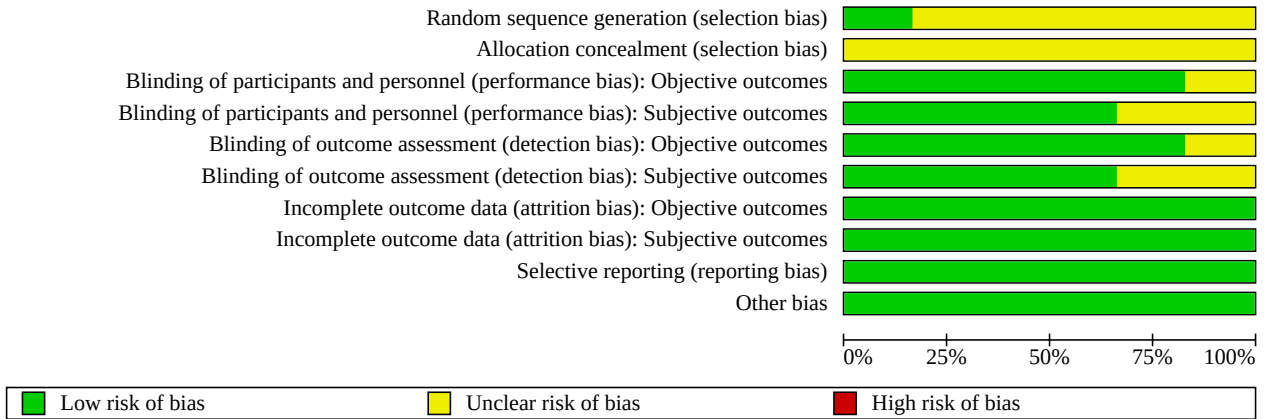 Random sequence generation (selection bias)
Allocation concealment (selection bias)
Blinding of participants and personnel (performance bias): Objective outcomes
Blinding of participants and personnel (performance bias): Subjective outcomes
Blinding of outcome assessment (detection bias): Objective outcomes
Blinding of outcome assessment (detection bias): Subjective outcomes
Incomplete outcome data (attrition bias): Objective outcomes
Incomplete outcome data (attrition bias): Subjective outcomes
Selective reporting (reporting bias)
Other bias
0% 25% 50% 75% 100%
Low risk of bias Unclear risk of bias High risk of bias